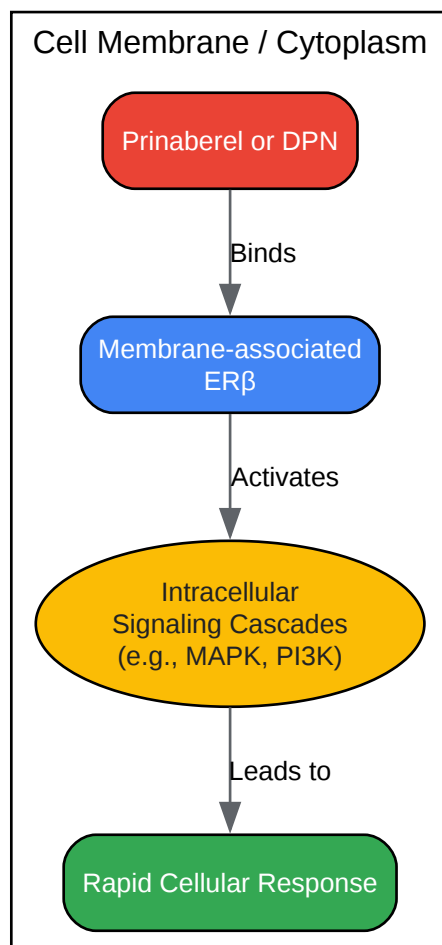 Cell Membrane / Cytoplasm
Prinaberel or DPN
Binds
Membrane-associated
ERβ
Activates
Intracellular
Signaling Cascades
(e.g., MAPK, PI3K)
Leads to
Rapid Cellular Response